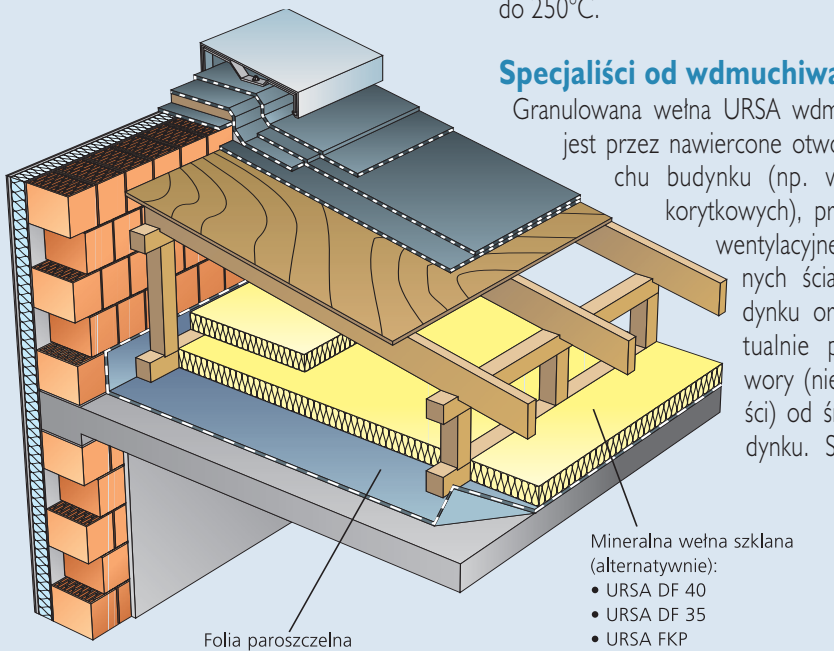 do 250°C.
Specjaliści od wdmuchiwa
Granulowana wełna URSA wdm
jest przez nawiercone otwo
chu budynku (np. w
korytkowych), pr
wentylacyjne
nych ścia
dynku or
tualnie p
wory (nie
ści) od śl
dynku. S
Mineralna wełna szklana
(alternatywnie):
• URSA DF 40
• URSA DF 35
• URSA FKP
Folia paroszczelna